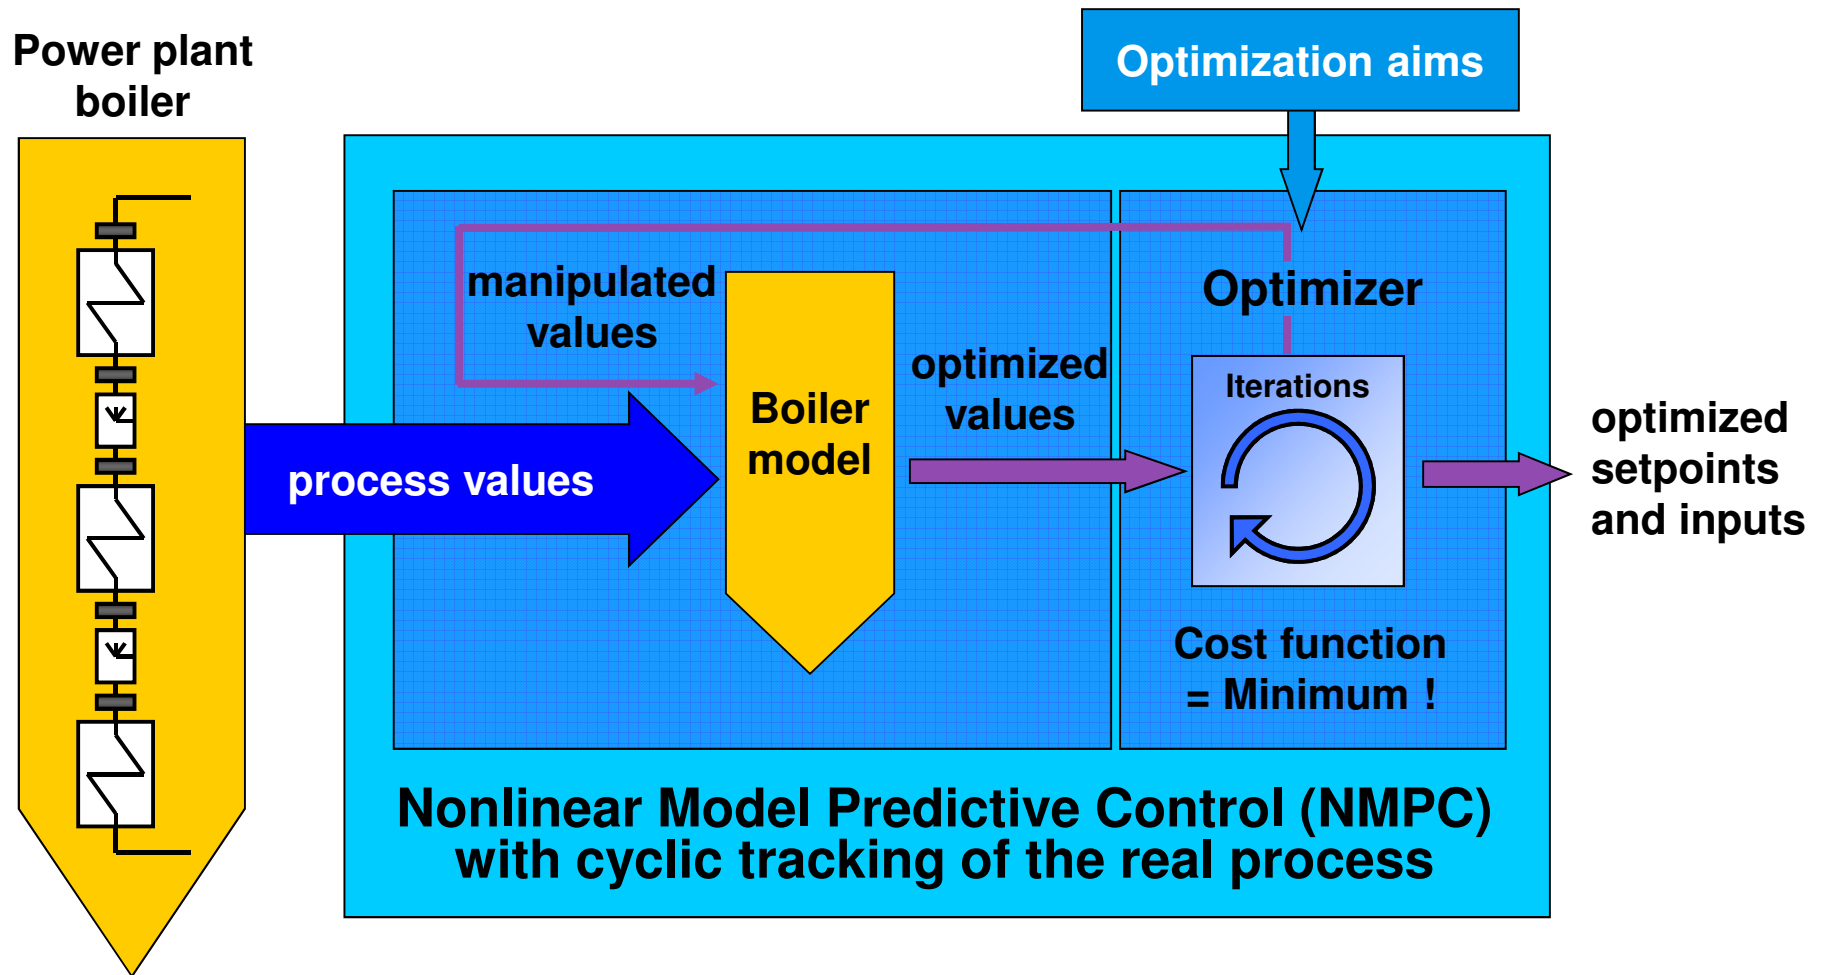 Power plant
boiler
Optimization aims
manipulated
values
process values
Boiler
model
optimized
values
Optimizer
Iterations
Cost function
= Minimum !
optimized
setpoints
and inputs
Nonlinear Model Predictive Control (NMPC)
with cyclic tracking of the real process